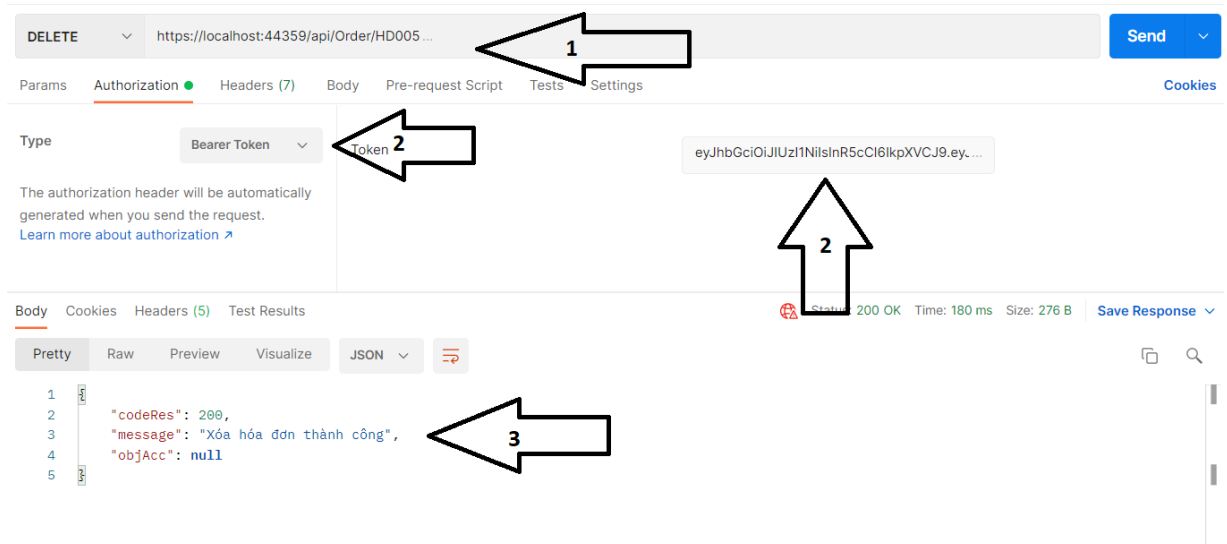 DELETE https://localhost:44359/api/Order/HD005... 1 Send
Params Authorization Headers (7) Body Pre-request Script Tests Settings Cookies
Type Bearer Token 2 Token eyJhbGciOiJIUzI1NiIsInR5cCI6IkpXVCJ9.ey...
The authorization header will be automatically
generated when you send the request.
Learn more about authorization ↗
2
Body Cookies Headers (5) Test Results Status: 200 OK Time: 180 ms Size: 276 B Save Response
Pretty Raw Preview Visualize JSON
1 {
2 "codeRes": 200,
3 "message": "Xóa hóa đơn thành công", 3
4 "objAcc": null
5 }